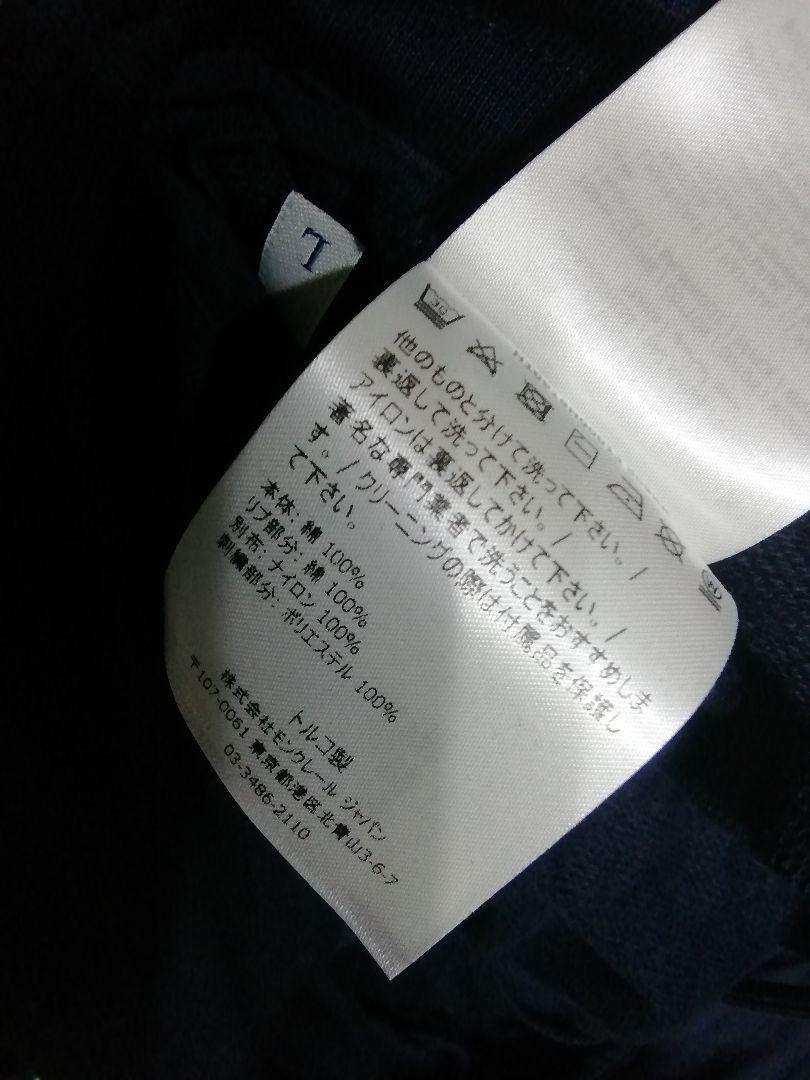 L
30
他のものと分けて洗って下さい。/
裏返して洗って下さい。/
アイロンは裏返してかけて下さい。/
著名な専門業者で洗うことをおすすめしま
す。/クリーニングの際は付属品を保護し
て下さい。
本体: 綿 100%
リブ部分: 綿 100%
別布: ナイロン 100%
刺繍部分: ポリエステル 100%
トルコ製
株式会社モンクレール ジャパン
〒107-0061 東京都港区北青山3-6-7
03-3486-2110